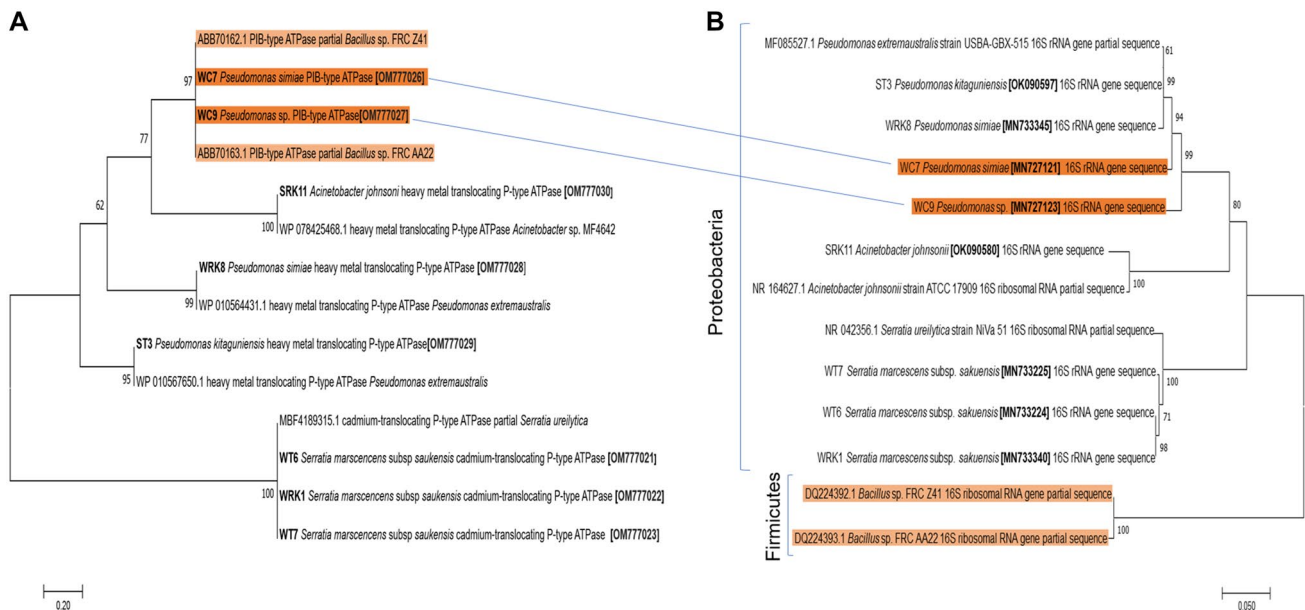 A
ABB70162.1 PIB-type ATPase partial Bacillus sp. FRC Z41
97
WC7 Pseudomonas simiae PIB-type ATPase [OM777026]
WC9 Pseudomonas sp. PIB-type ATPase[OM777027]
ABB70163.1 PIB-type ATPase partial Bacillus sp. FRC AA22
77
SRK11 Acinetobacter johnsoni heavy metal translocating P-type ATPase [OM777030]
100
WP 078425468.1 heavy metal translocating P-type ATPase Acinetobacter sp. MF4642
62
WRK8 Pseudomonas simiae heavy metal translocating P-type ATPase [OM777028]
99
WP 010564431.1 heavy metal translocating P-type ATPase Pseudomonas extremaustralis
ST3 Pseudomonas kitaguniensis heavy metal translocating P-type ATPase[OM777029]
95
WP 010567650.1 heavy metal translocating P-type ATPase Pseudomonas extremaustralis
MBF4189315.1 cadmium-translocating P-type ATPase partial Serratia ureilytica
WT6 Serratia marscencens subsp saukensis cadmium-translocating P-type ATPase [OM777021]
WRK1 Serratia marscencens subsp saukensis cadmium-translocating P-type ATPase [OM777022]
100
WT7 Serratia marscencens subsp saukensis cadmium-translocating P-type ATPase [OM777023]
0.20
B
Proteobacteria
MF085527.1 Pseudomonas extremaustralis strain USBA-GBX-515 16S rRNA gene partial sequence
61
ST3 Pseudomonas kitaguniensis [OK090597] 16S rRNA gene sequence
99
WRK8 Pseudomonas simiae [MN733345] 16S rRNA gene sequence
94
WC7 Pseudomonas simiae [MN727121] 16S rRNA gene sequence
99
WC9 Pseudomonas sp. [MN727123] 16S rRNA gene sequence
80
SRK11 Acinetobacter johnsonii [OK090580] 16S rRNA gene sequence
100
NR 164627.1 Acinetobacter johnsonii strain ATCC 17909 16S ribosomal RNA partial sequence
NR 042356.1 Serratia ureilytica strain NiVa 51 16S ribosomal RNA partial sequence
WT7 Serratia marcescens subsp. sakuensis [MN733225] 16S rRNA gene sequence
100
WT6 Serratia marcescens subsp. sakuensis [MN733224] 16S rRNA gene sequence
71
98
WRK1 Serratia marcescens subsp. sakuensis [MN733340] 16S rRNA gene sequence
Firmicutes
DQ224392.1 Bacillus sp. FRC Z41 16S ribosomal RNA gene partial sequence
100
DQ224393.1 Bacillus sp. FRC AA22 16S ribosomal RNA gene partial sequence
0.050